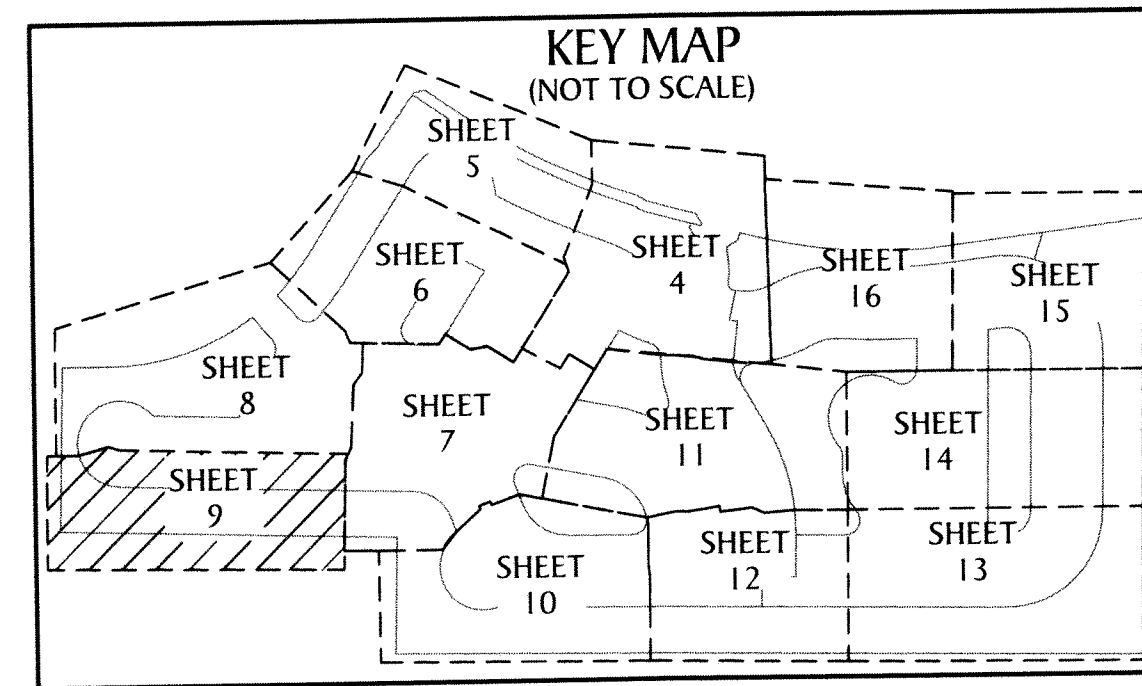 KEY MAP
(NOT TO SCALE)
SHEET
5
SHEET
4
SHEET
6
SHEET
16
SHEET
15
SHEET
8
SHEET
7
SHEET
11
SHEET
14
SHEET
9
SHEET
10
SHEET
12
SHEET
13